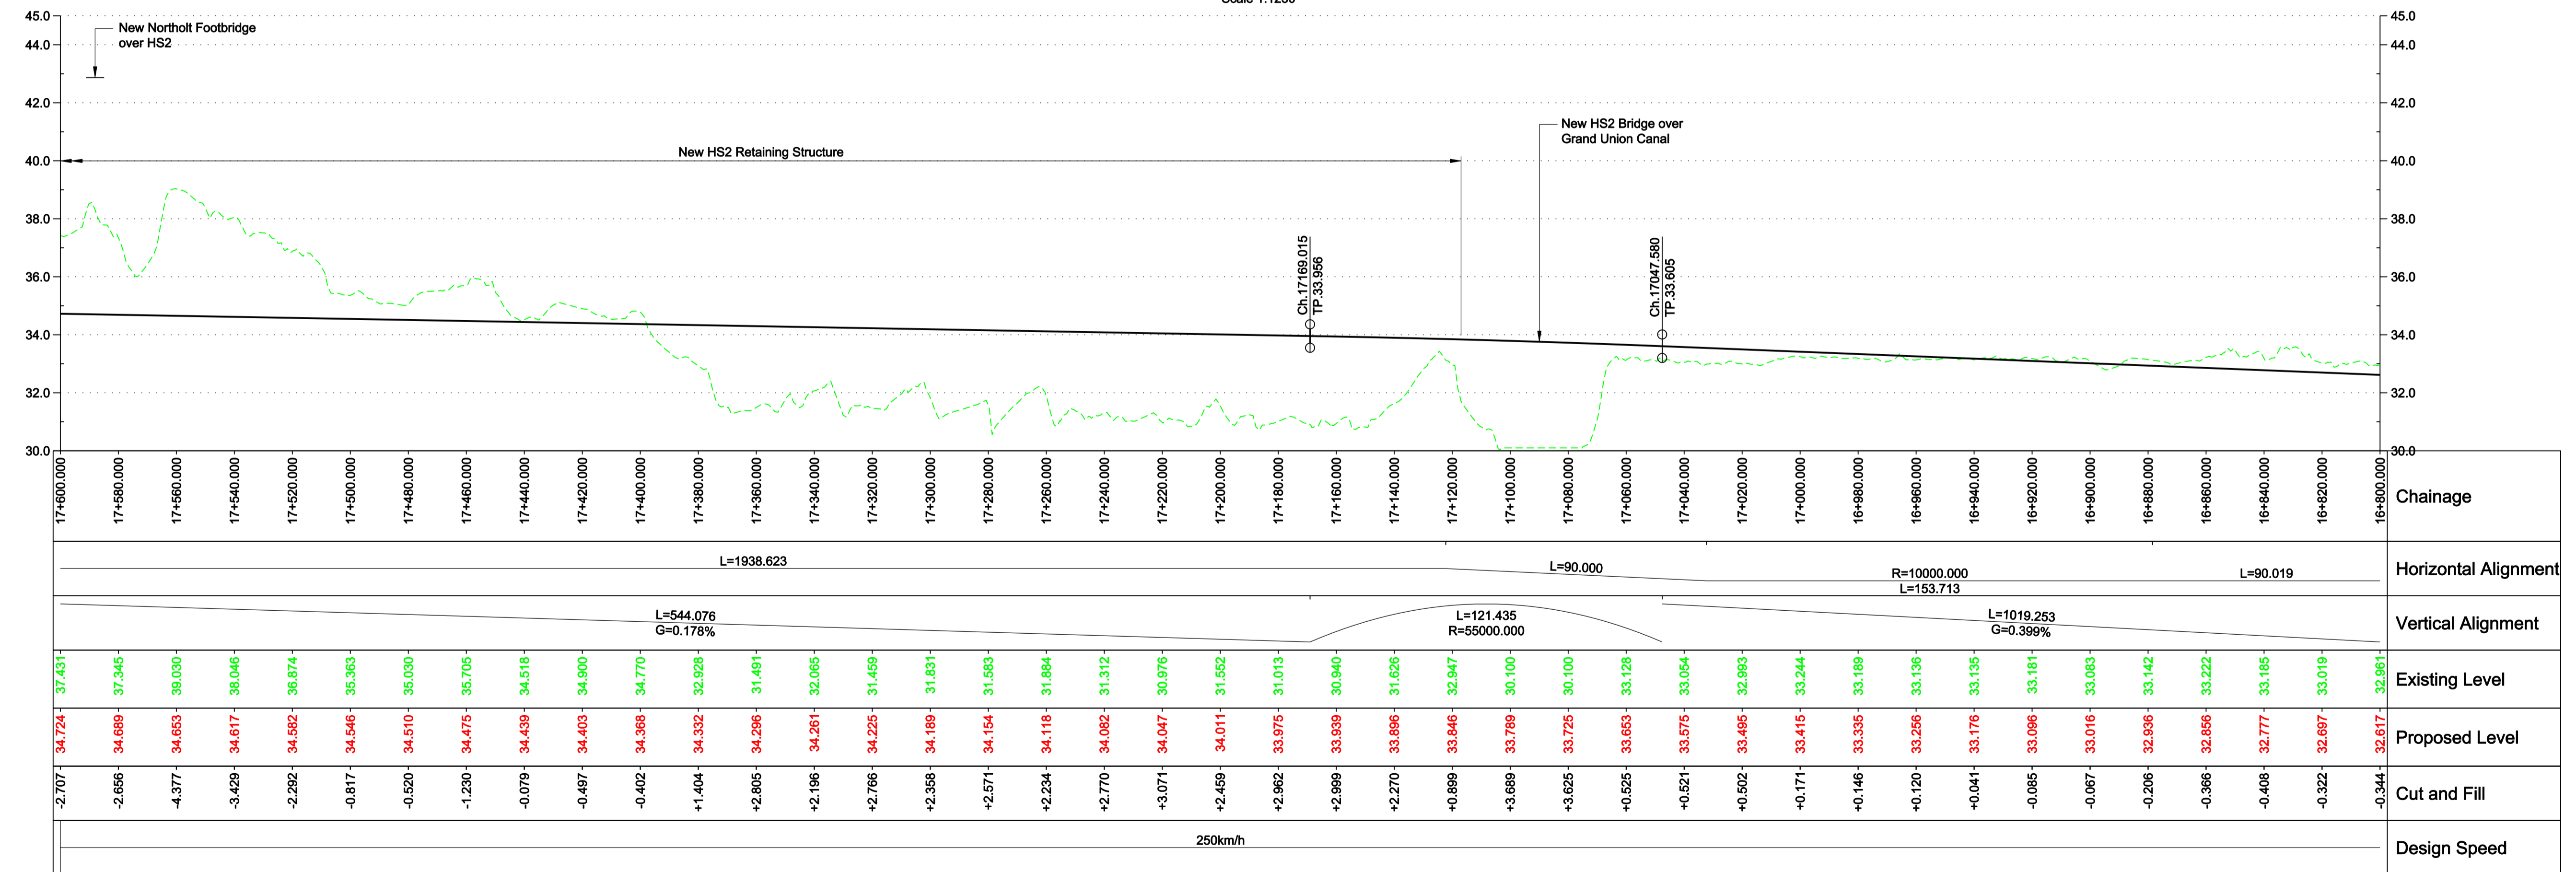 Scale 1:1250
45.0
44.0
42.0
40.0
38.0
36.0
34.0
32.0
30.0
45.0
44.0
42.0
40.0
38.0
36.0
34.0
32.0
30.0
New Northolt Footbridge
over HS2
New HS2 Retaining Structure
New HS2 Bridge over
Grand Union Canal
Ch.17169.015
TP.33.956
Ch.17047.580
TP.33.605
17+600.000 17+580.000 17+560.000 17+540.000 17+520.000 17+500.000 17+480.000 17+460.000 17+440.000 17+420.000 17+400.000 17+380.000 17+360.000 17+340.000 17+320.000 17+300.000 17+280.000 17+260.000 17+240.000 17+220.000 17+200.000 17+180.000 17+160.000 17+140.000 17+120.000 17+100.000 17+080.000 17+060.000 17+040.000 17+020.000 17+000.000 16+980.000 16+960.000 16+940.000 16+920.000 16+900.000 16+880.000 16+860.000 16+840.000 16+820.000 16+800.000 Chainage
L=1938.623 L=90.000 R=10000.000 L=90.019 Horizontal Alignment
L=153.713
L=544.076 L=121.435 L=1019.253 Vertical Alignment
G=0.178% R=55000.000 G=0.399%
37.431 37.345 39.030 38.046 36.874 35.363 35.030 35.705 34.518 34.900 34.770 32.928 31.491 32.065 31.459 31.831 31.583 31.884 31.312 30.976 31.552 31.013 30.940 31.626 32.947 30.100 30.100 33.128 33.054 32.993 33.244 33.189 33.136 33.135 33.181 33.083 33.142 33.222 33.185 33.019 32.961 Existing Level
34.724 34.689 34.653 34.617 34.582 34.546 34.510 34.475 34.439 34.403 34.368 34.332 34.296 34.261 34.225 34.189 34.154 34.118 34.082 34.047 34.011 33.975 33.939 33.896 33.846 33.789 33.725 33.653 33.575 33.495 33.415 33.335 33.256 33.176 33.096 33.016 32.936 32.856 32.777 32.697 32.617 Proposed Level
-2.707 -2.656 -4.377 -3.429 -2.292 -0.817 -0.520 -1.230 -0.079 -0.497 -0.402 +1.404 +2.805 +2.196 +2.766 +2.358 +2.571 +2.234 +2.770 +3.071 +2.459 +2.962 +2.999 +2.270 +0.899 +3.689 +3.625 +0.525 +0.521 +0.502 +0.171 +0.146 +0.120 +0.041 -0.085 -0.067 -0.206 -0.366 -0.408 -0.322 -0.344 Cut and Fill
250km/h Design Speed